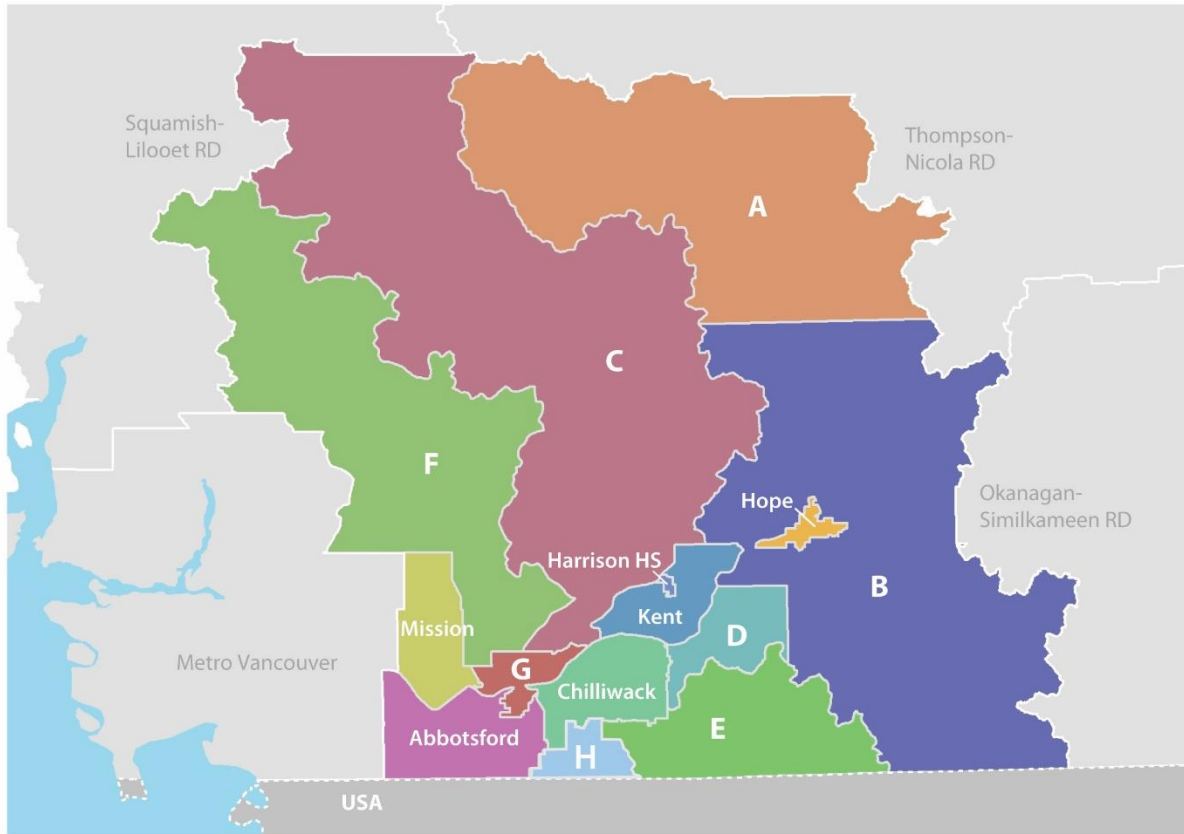 Squamish-
Lilooet RD
Thompson-
Nicola RD
A
C
F
Hope
Okanagan-
Similkameen RD
Harrison HS
B
Kent
Mission
D
Metro Vancouver
G
Chilliwack
Abbotsford
E
H
USA